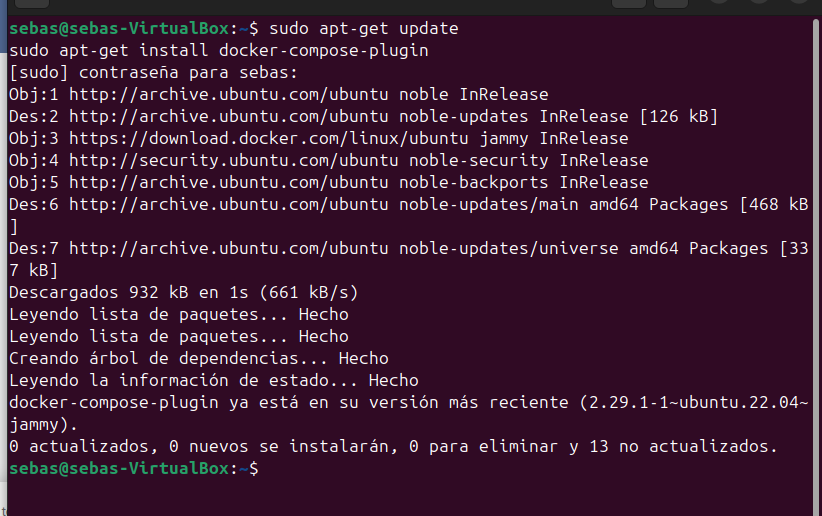 sebas@sebas-VirtualBox:~$ sudo apt-get update
sudo apt-get install docker-compose-plugin
[sudo] contraseña para sebas:
Obj:1 http://archive.ubuntu.com/ubuntu noble InRelease
Des:2 http://archive.ubuntu.com/ubuntu noble-updates InRelease [126 kB]
Obj:3 https://download.docker.com/linux/ubuntu jammy InRelease
Obj:4 http://security.ubuntu.com/ubuntu noble-security InRelease
Obj:5 http://archive.ubuntu.com/ubuntu noble-backports InRelease
Des:6 http://archive.ubuntu.com/ubuntu noble-updates/main amd64 Packages [468 kB
]
Des:7 http://archive.ubuntu.com/ubuntu noble-updates/universe amd64 Packages [33
7 kB]
Descargados 932 kB en 1s (661 kB/s)
Leyendo lista de paquetes... Hecho
Leyendo lista de paquetes... Hecho
Creando árbol de dependencias... Hecho
Leyendo la información de estado... Hecho
docker-compose-plugin ya está en su versión más reciente (2.29.1-1~ubuntu.22.04~
jammy).
0 actualizados, 0 nuevos se instalarán, 0 para eliminar y 13 no actualizados.
sebas@sebas-VirtualBox:~$